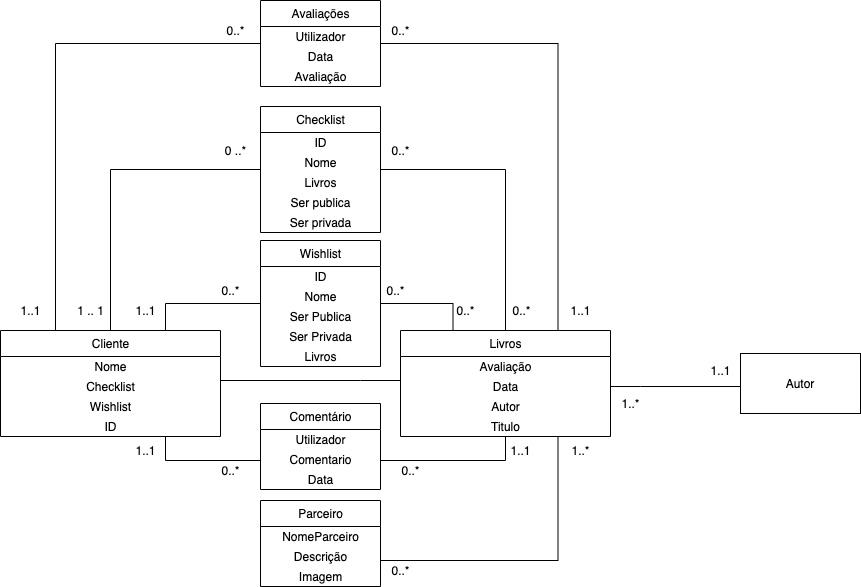 Avaliações
Utilizador
Data
Avaliação
0..*
0..*
Checklist
ID
Nome
Livros
Ser publica
Ser privada
0 ..*
0..*
Wishlist
ID
Nome
Ser Publica
Ser Privada
Livros
0..*
0..*
1..1
1 .. 1
1..1
0..*
0..*
1..1
Cliente
Nome
Checklist
Wishlist
ID
Livros
Avaliação
Data
Autor
Titulo
1..1
1..*
Autor
Comentário
Utilizador
Comentario
Data
1..1
0..*
0..*
1..1
1..*
Parceiro
NomeParceiro
Descrição
Imagem
0..*